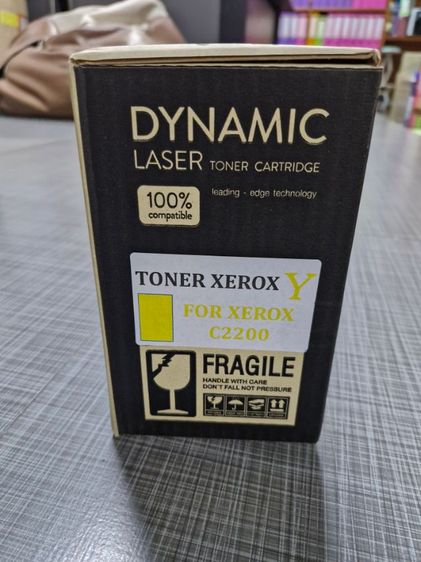 DYNAMIC
LASER TONER CARTRIDGE
100% compatible
leading - edge technology
TONER XEROX Y
FOR XEROX
C2200
FRAGILE
HANDLE WITH CARE
DON'T FALL NOT PRESSURE